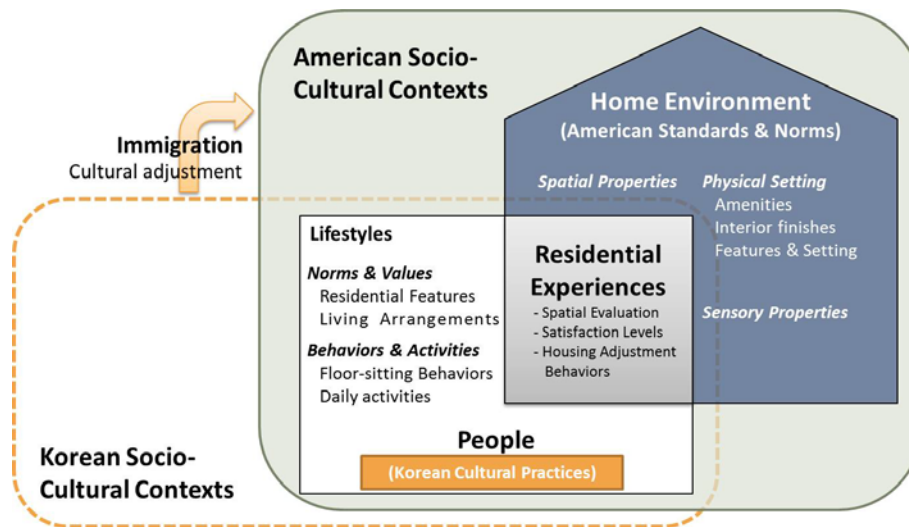 American Socio-
Cultural Contexts
Home Environment
(American Standards & Norms)
Immigration
Cultural adjustment
Spatial Properties
Physical Setting
Amenities
Interior finishes
Features & Setting
Sensory Properties
Lifestyles
Norms & Values
Residential Features
Living Arrangements
Behaviors & Activities
Floor-sitting Behaviors
Daily activities
Residential
Experiences
- Spatial Evaluation
- Satisfaction Levels
- Housing Adjustment
Behaviors
People
(Korean Cultural Practices)
Korean Socio-
Cultural Contexts